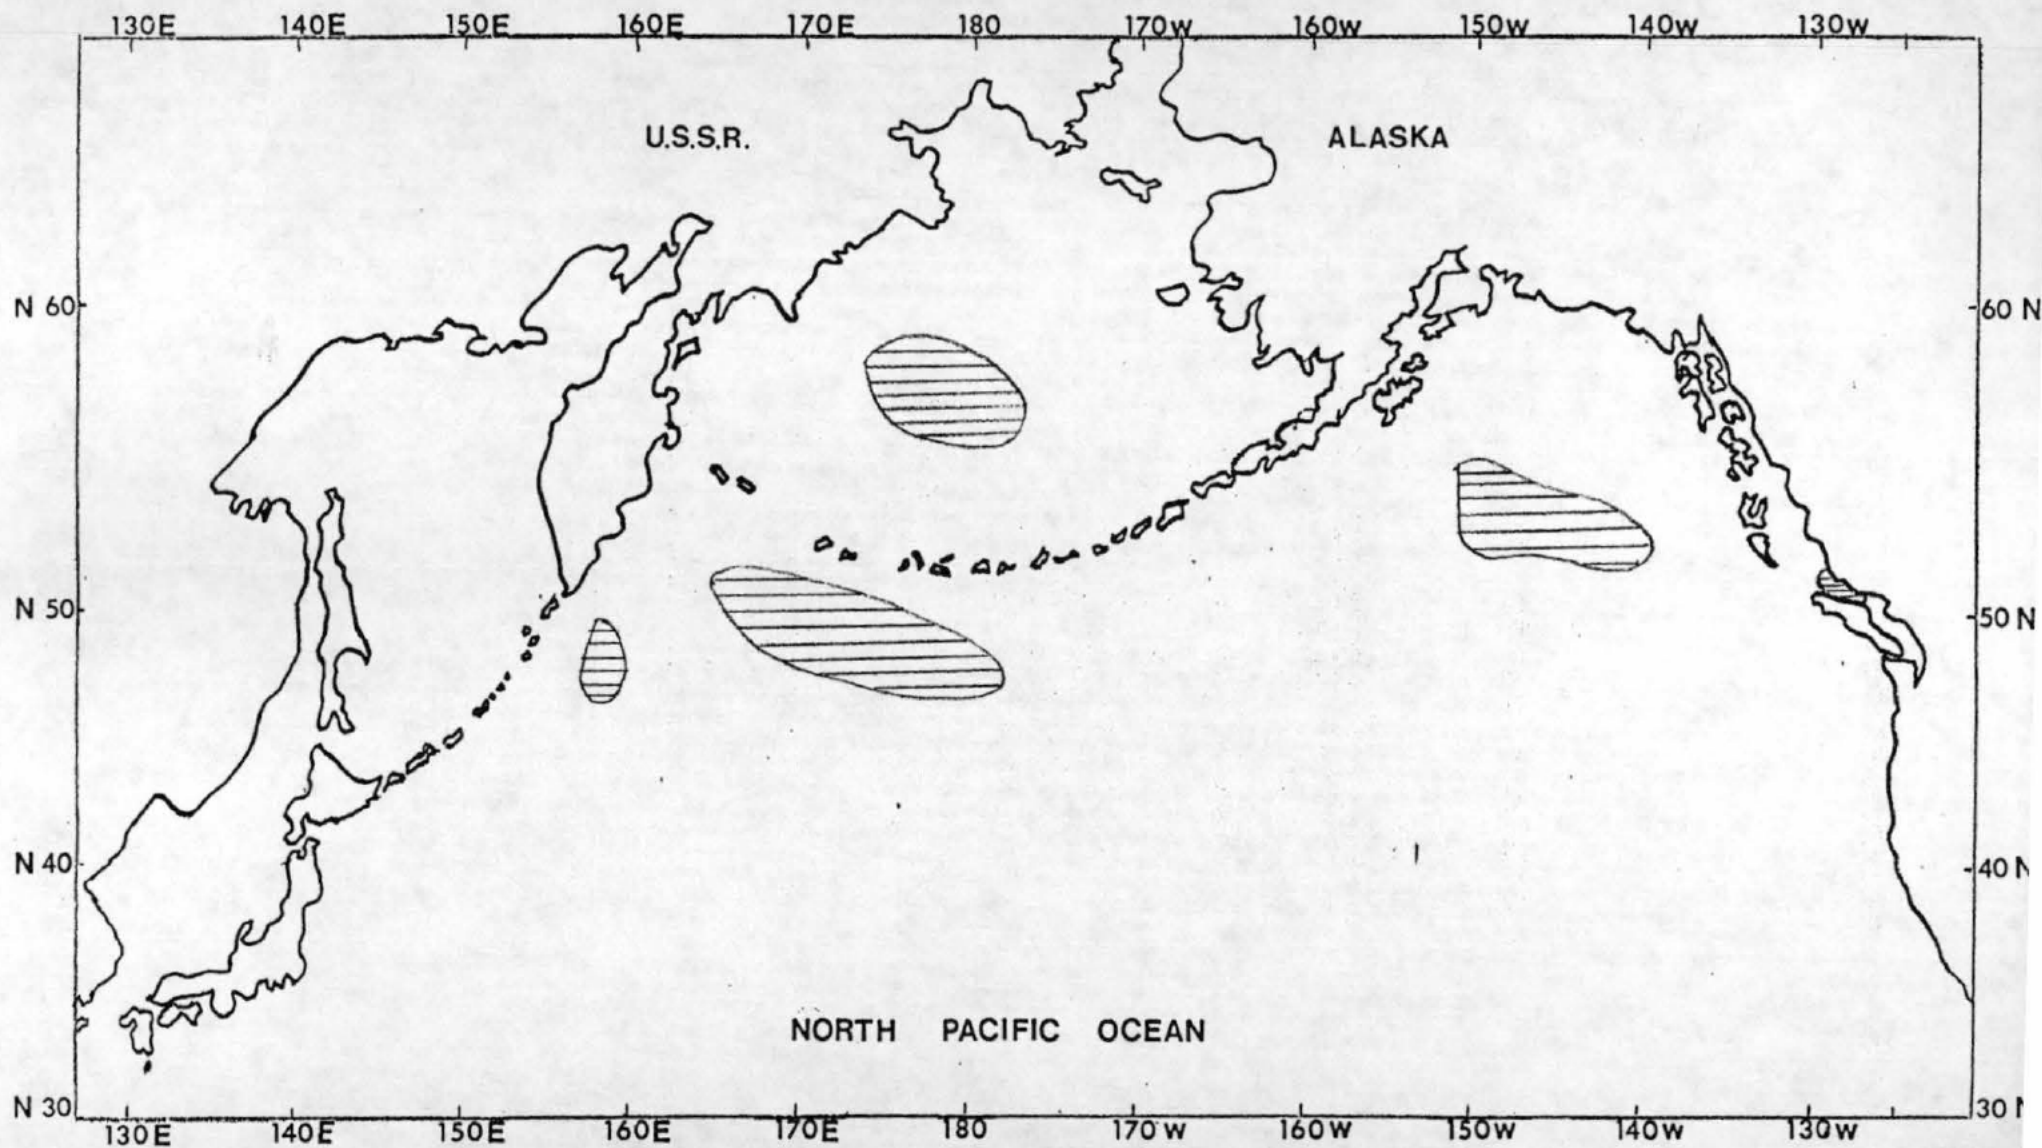 130E 140E 150E 160E 170E 180 170W 160W 150W 140W 130W
U.S.S.R. ALASKA
N 60 60 N
N 50 50 N
N 40 40 N
NORTH PACIFIC OCEAN
N 30 30 N
130E 140E 150E 160E 170E 180 170W 160W 150W 140W 130W